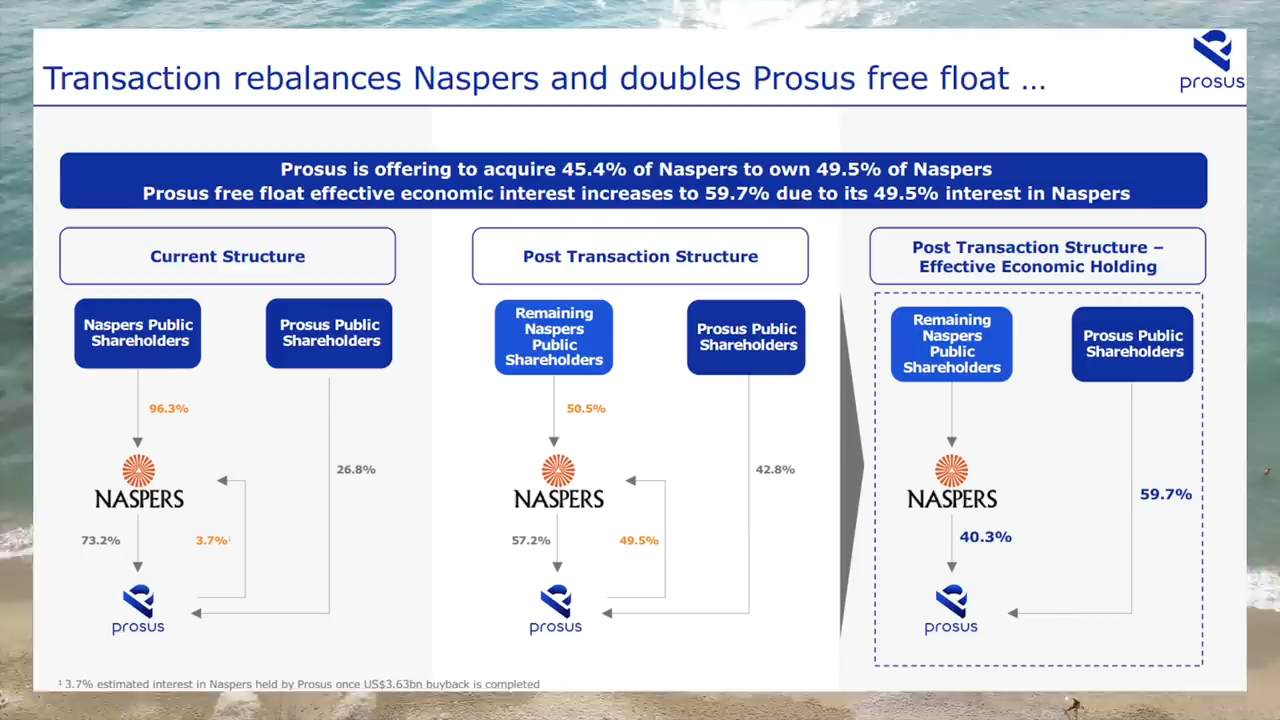 prosus
Transaction rebalances Naspers and doubles Prosus free float ...
Prosus is offering to acquire 45.4% of Naspers to own 49.5% of Naspers
Prosus free float effective economic interest increases to 59.7% due to its 49.5% interest in Naspers
Current Structure
Naspers Public
Shareholders
Prosus Public
Shareholders
96.3%
26.8%
NASPERS
73.2%
3.7%¹
prosus
Post Transaction Structure
Remaining
Naspers
Public
Shareholders
Prosus Public
Shareholders
50.5%
42.8%
NASPERS
57.2%
49.5%
prosus
Post Transaction Structure –
Effective Economic Holding
Remaining
Naspers
Public
Shareholders
Prosus Public
Shareholders
NASPERS
59.7%
40.3%
prosus
¹ 3.7% estimated interest in Naspers held by Prosus once US$3.63bn buyback is completed